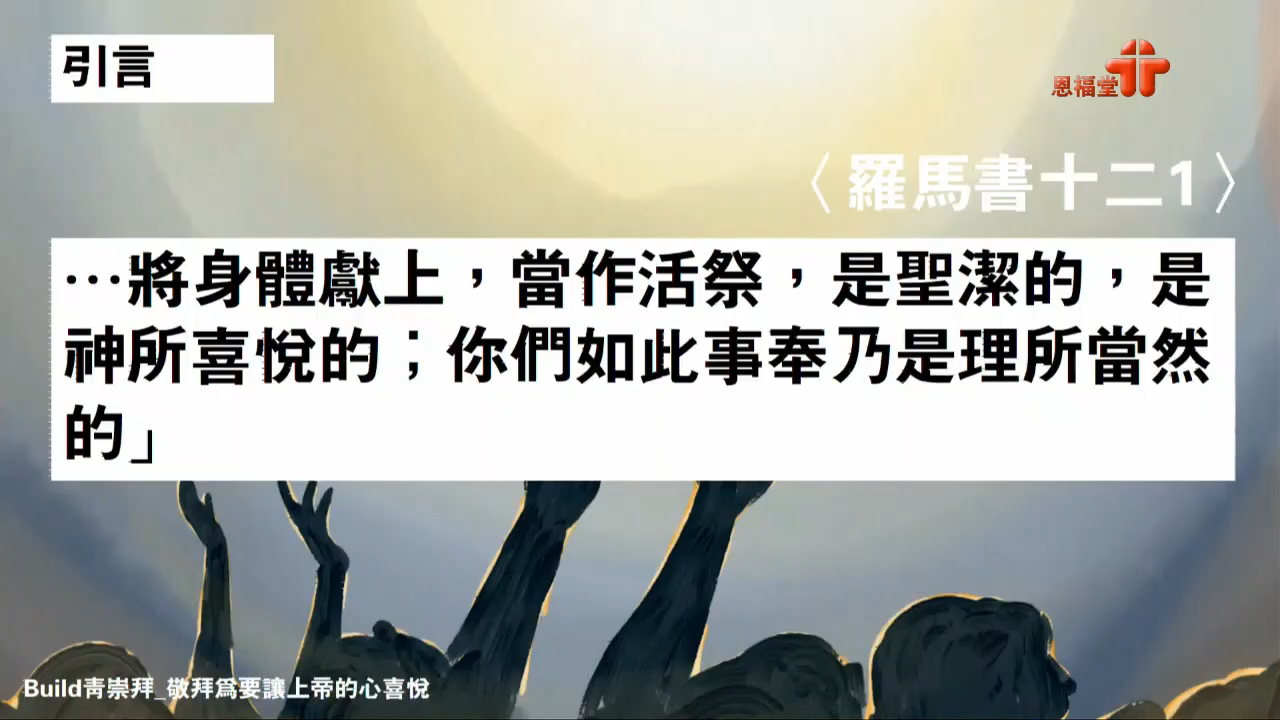 引言
恩福堂
〈羅馬書十二1〉
…將身體獻上，當作活祭，是聖潔的，是
神所喜悅的；你們如此事奉乃是理所當然
的」
Build青崇拜_敬拜為要讓上帝的心喜悅